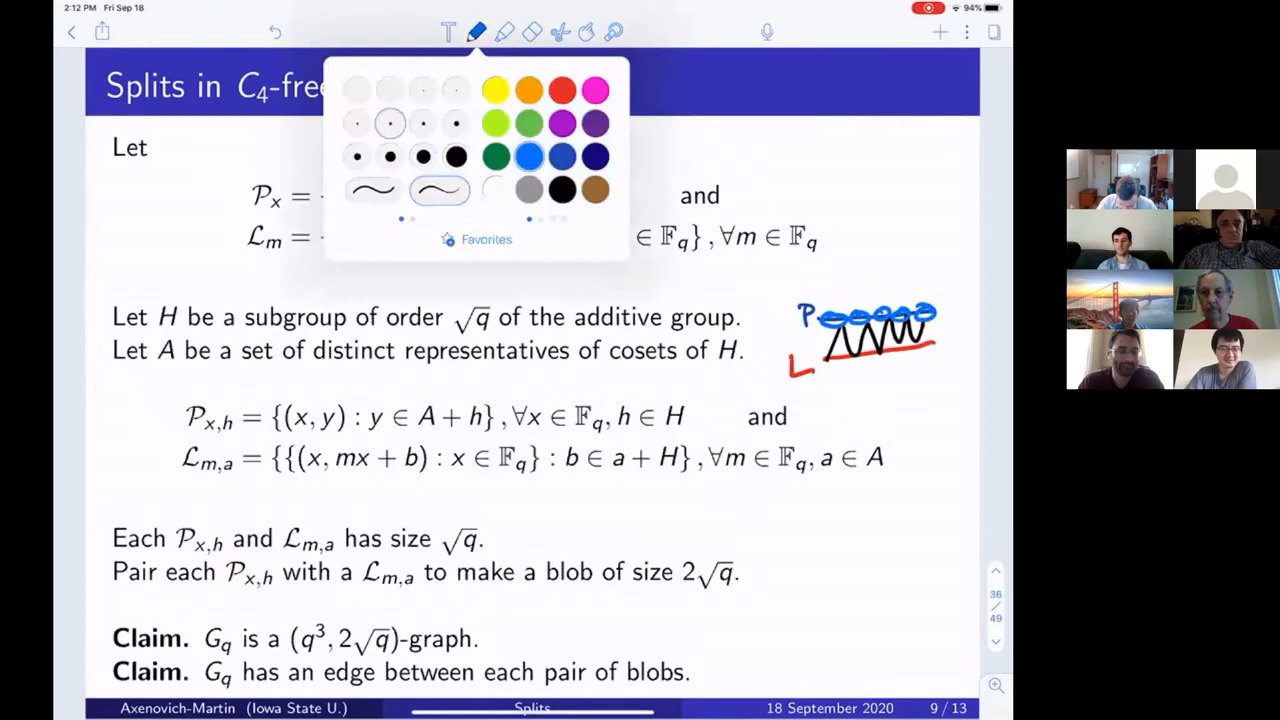 2:12 PM Fri Sep 18
94%
Splits in C₄-fre
Let
𝒫ₓ = and
ℒₘ = ∈ 𝔽_q} , ∀m ∈ 𝔽_q
Favorites
Let H be a subgroup of order √q of the additive group.
Let A be a set of distinct representatives of cosets of H.
P
L
𝒫_{x,h} = {(x, y) : y ∈ A + h} , ∀x ∈ 𝔽_q, h ∈ H and
ℒ_{m,a} = {{(x, mx + b) : x ∈ 𝔽_q} : b ∈ a + H} , ∀m ∈ 𝔽_q, a ∈ A
Each 𝒫_{x,h} and ℒ_{m,a} has size √q.
Pair each 𝒫_{x,h} with a ℒ_{m,a} to make a blob of size 2√q.
Claim. G_q is a (q³, 2√q)-graph.
Claim. G_q has an edge between each pair of blobs.
36
/
49
Axenovich-Martin (Iowa State U.) Splits 18 September 2020 9 / 13